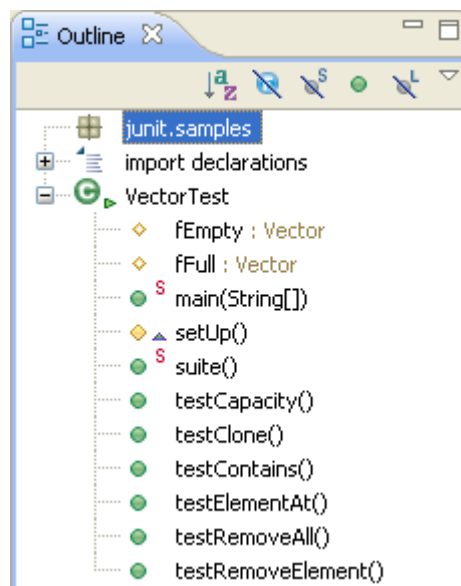 Outline
junit.samples
import declarations
VectorTest
fEmpty : Vector
fFull : Vector
S main(String[])
setUp()
S suite()
testCapacity()
testClone()
testContains()
testElementAt()
testRemoveAll()
testRemoveElement()